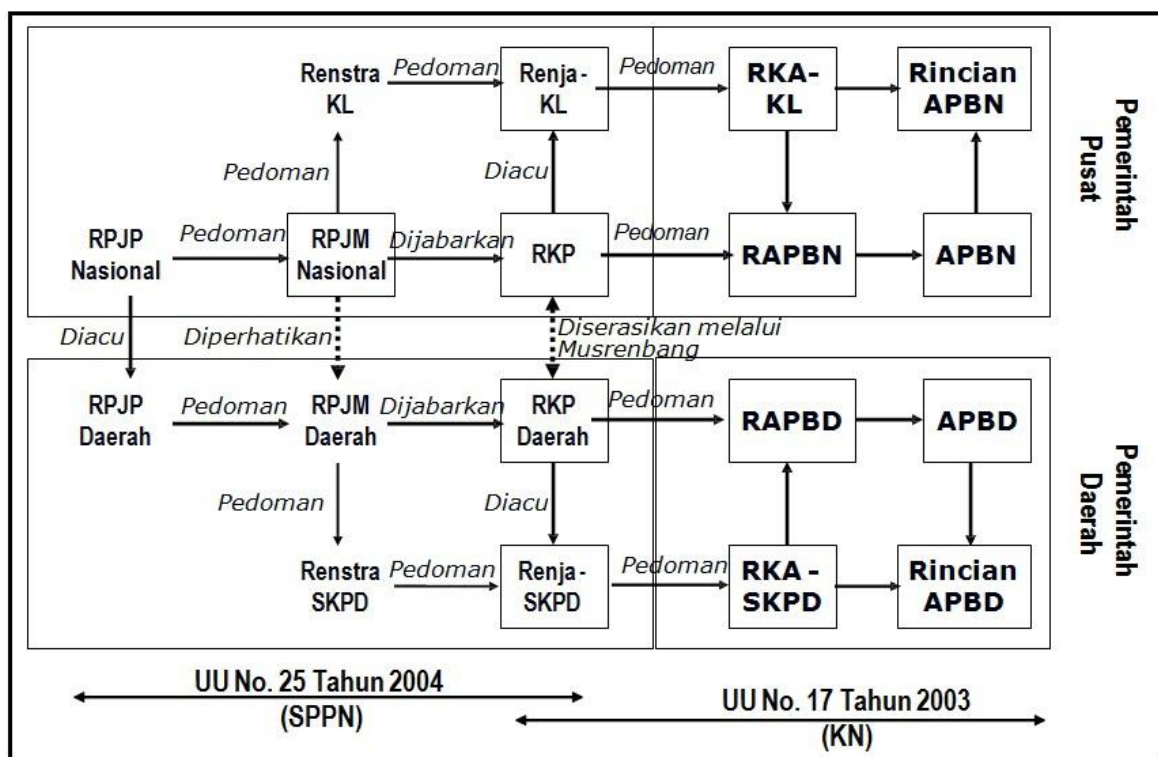 Renstra
KL
Pedoman
Renja-
KL
Pedoman
RKA-
KL
Rincian
APBN
Pedoman
Diacu
RPJP
Nasional
Pedoman
RPJM
Nasional
Dijabarkan
RKP
Pedoman
RAPBN
APBN
Pemerintah
Pusat
Diacu
Diperhatikan
Diserasikan melalui
Musrenbang
RPJP
Daerah
Pedoman
RPJM
Daerah
Dijabarkan
RKP
Daerah
Pedoman
RAPBD
APBD
Pedoman
Diacu
Renstra
SKPD
Pedoman
Renja-
SKPD
Pedoman
RKA -
SKPD
Rincian
APBD
Pemerintah
Daerah
UU No. 25 Tahun 2004
(SPPN)
UU No. 17 Tahun 2003
(KN)